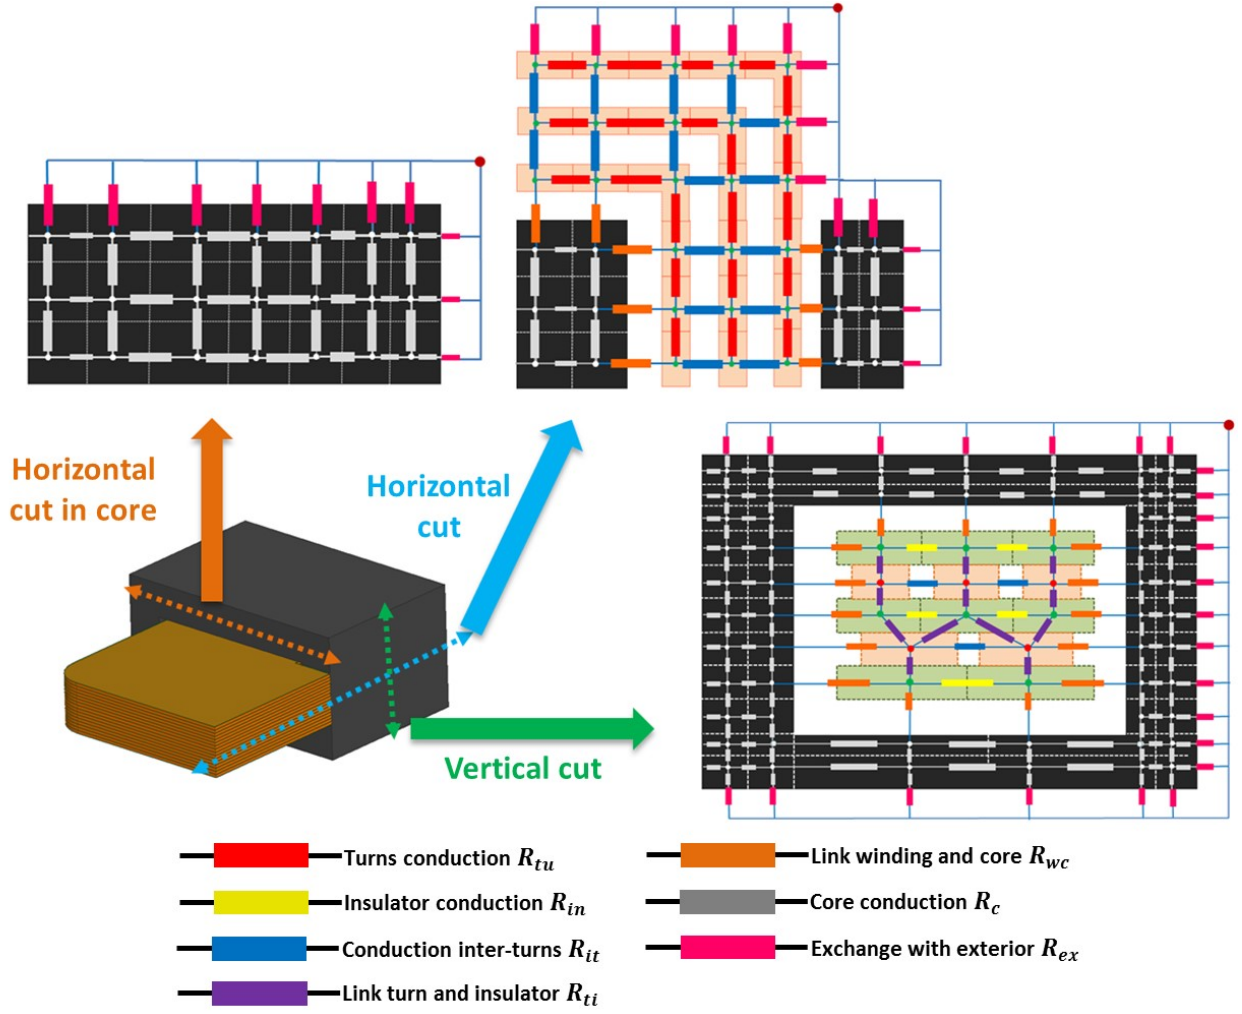 Horizontal
cut in core
Horizontal
cut
Vertical cut
Turns conduction R_tu
Insulator conduction R_in
Conduction inter-turns R_it
Link turn and insulator R_ti
Link winding and core R_wc
Core conduction R_c
Exchange with exterior R_ex